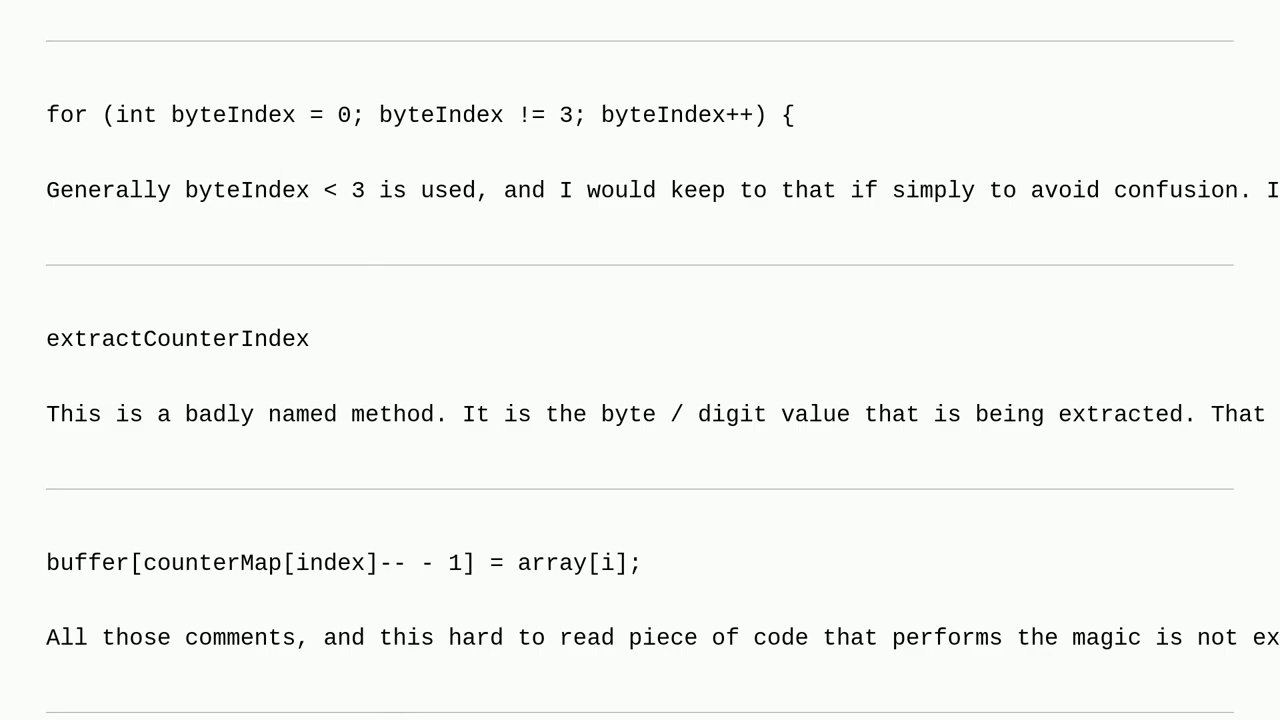 for (int byteIndex = 0; byteIndex != 3; byteIndex++) {
Generally byteIndex < 3 is used, and I would keep to that if simply to avoid confusion. I
extractCounterIndex
This is a badly named method. It is the byte / digit value that is being extracted. That
buffer[counterMap[index]-- - 1] = array[i];
All those comments, and this hard to read piece of code that performs the magic is not ex